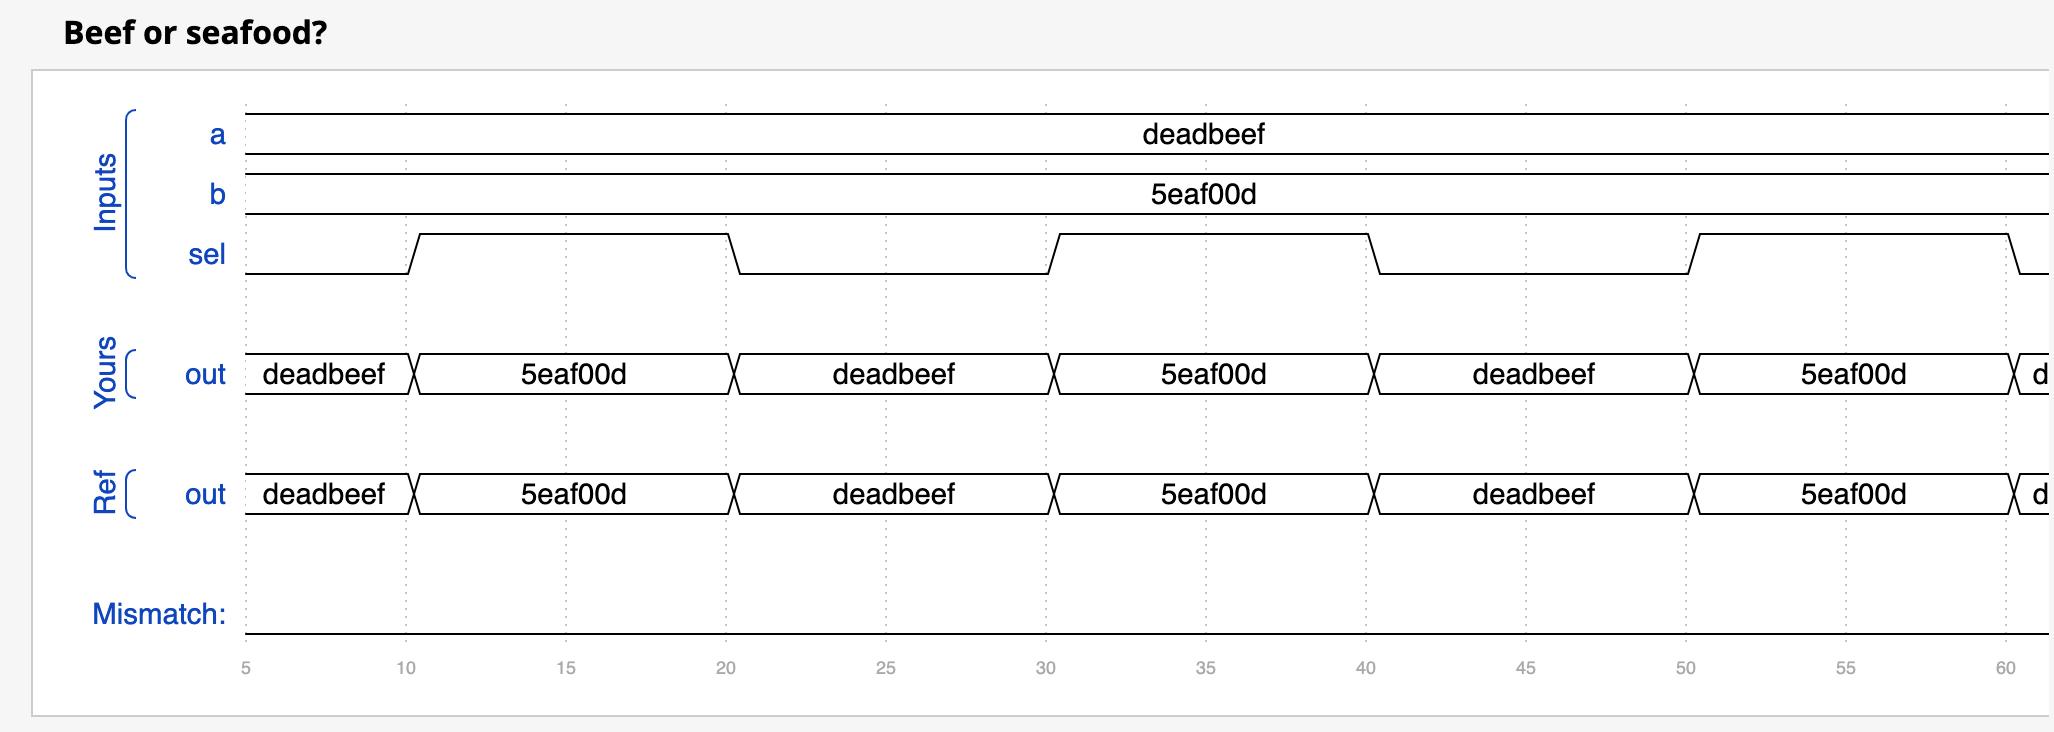 Beef or seafood?
Inputs
a deadbeef
b 5eaf00d
sel
Yours
out deadbeef 5eaf00d deadbeef 5eaf00d deadbeef 5eaf00d d
Ref
out deadbeef 5eaf00d deadbeef 5eaf00d deadbeef 5eaf00d d
Mismatch:
5 10 15 20 25 30 35 40 45 50 55 60